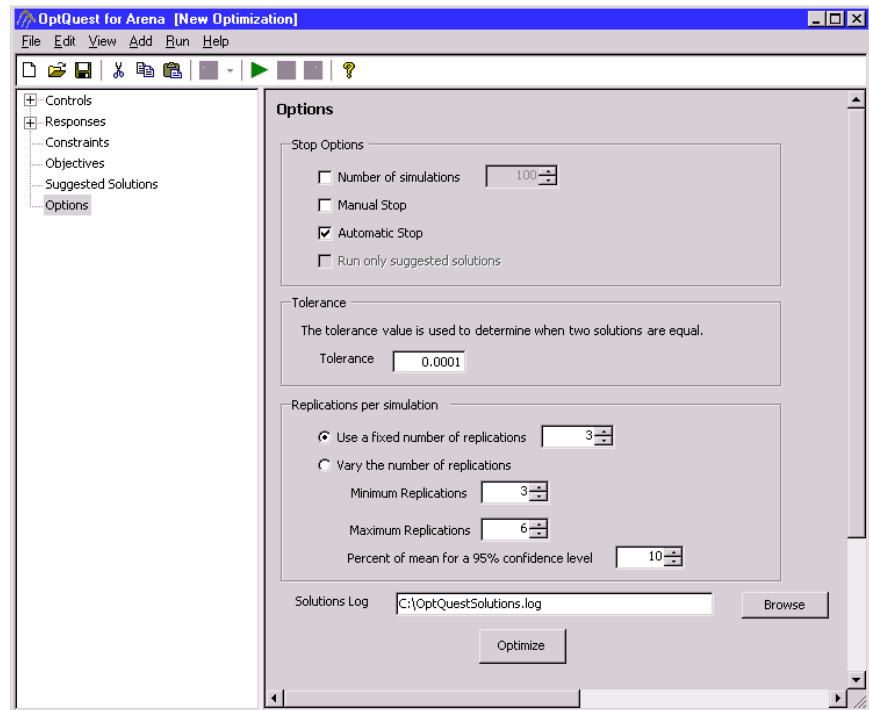 OptQuest for Arena [New Optimization]
File Edit View Add Run Help
Controls
Responses
Constraints
Objectives
Suggested Solutions
Options
Options
Stop Options
Number of simulations 100
Manual Stop
Automatic Stop
Run only suggested solutions
Tolerance
The tolerance value is used to determine when two solutions are equal.
Tolerance 0.0001
Replications per simulation
Use a fixed number of replications 3
Vary the number of replications
Minimum Replications 3
Maximum Replications 6
Percent of mean for a 95% confidence level 10
Solutions Log C:\OptQuestSolutions.log Browse
Optimize